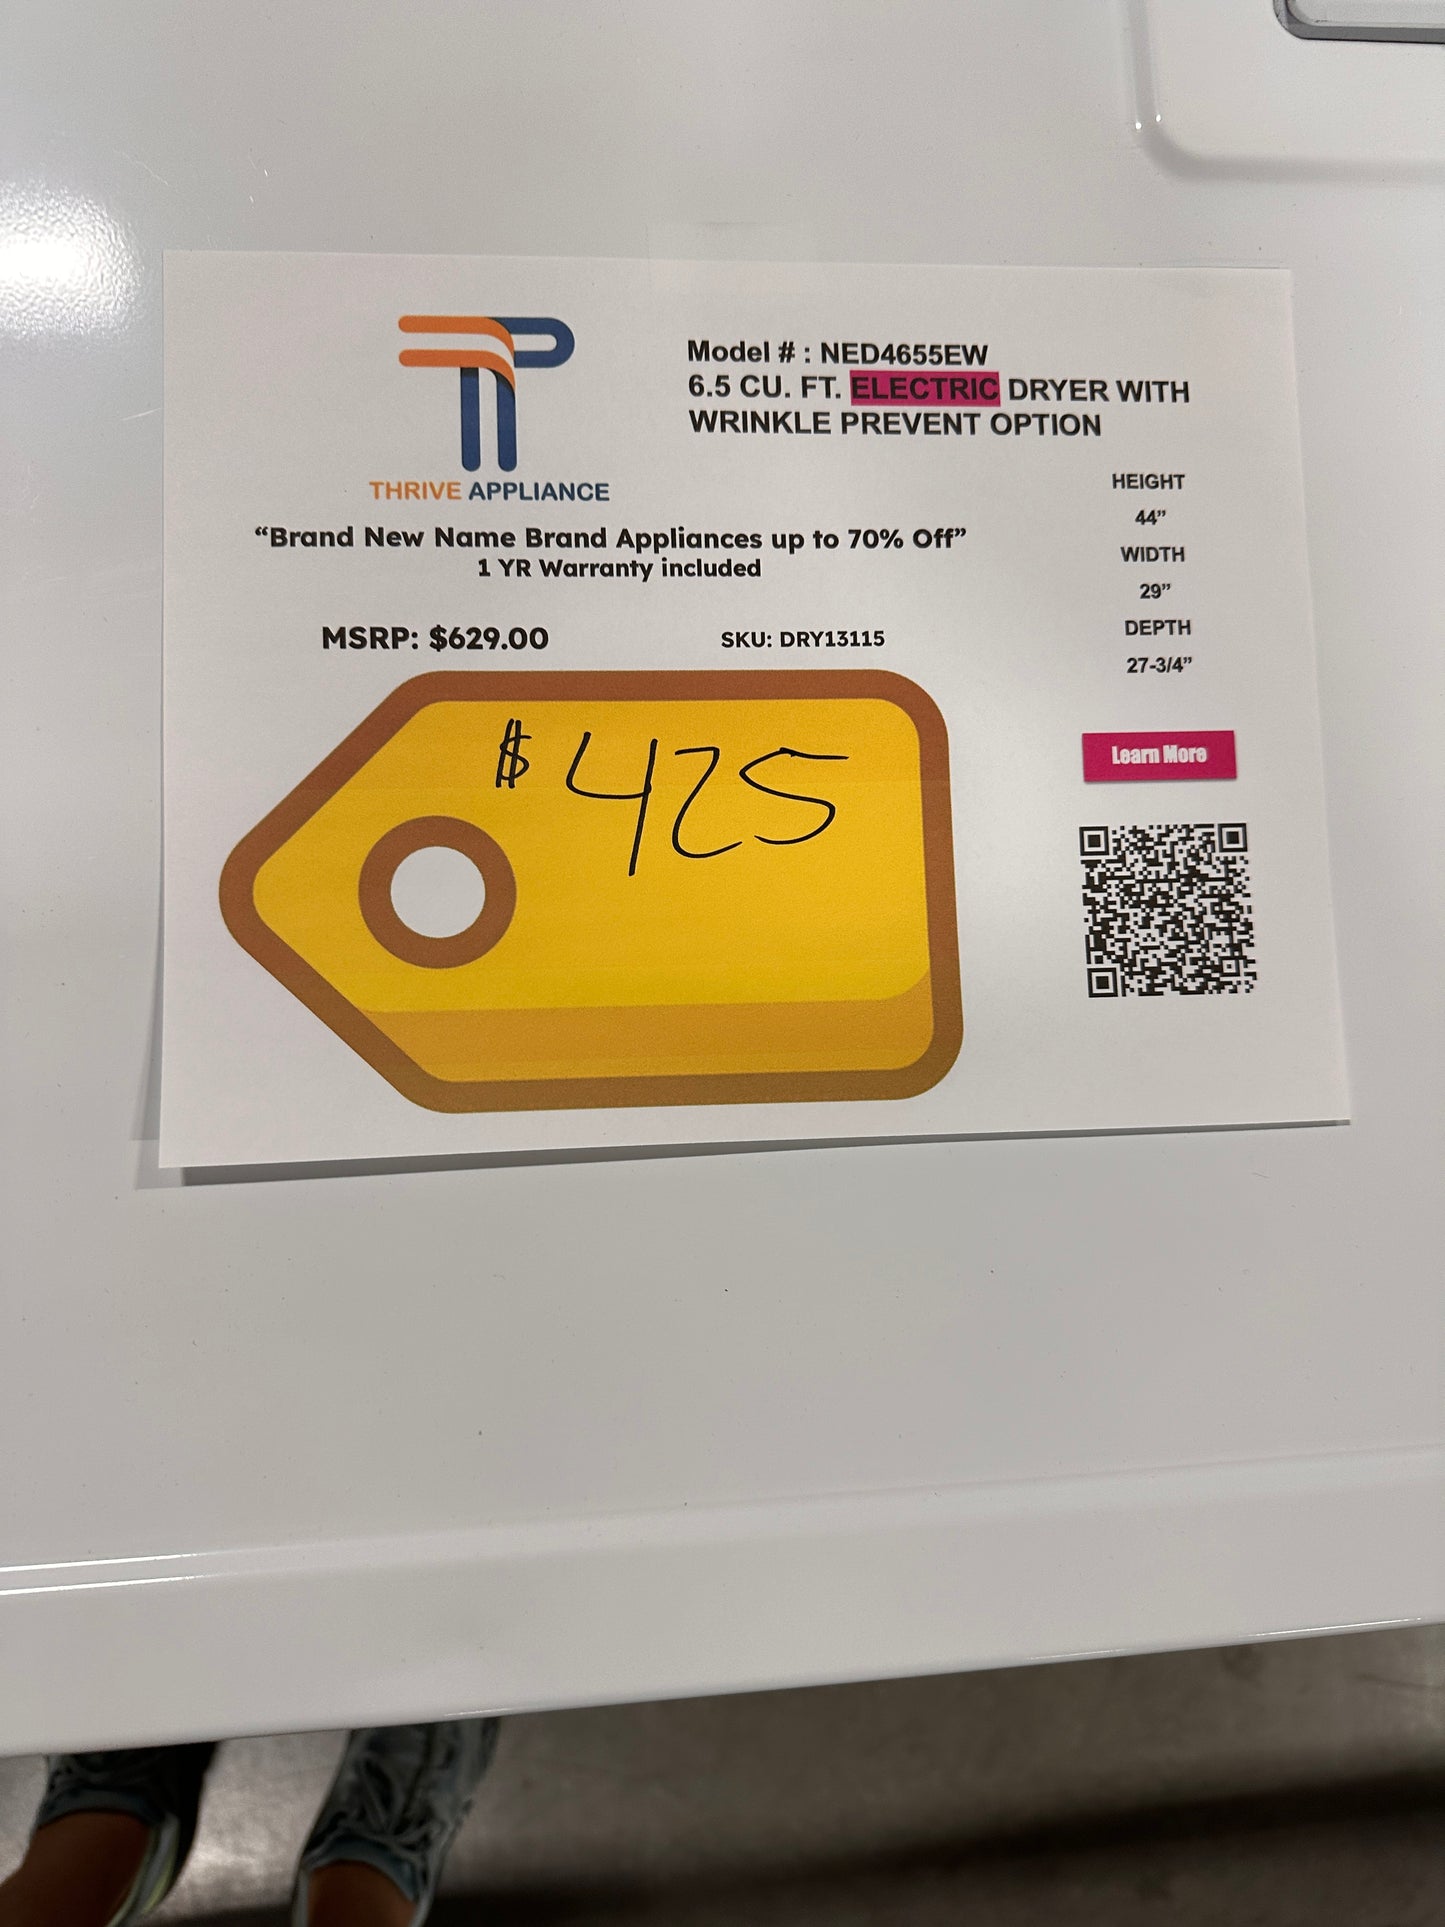 THRIVE APPLIANCE
Model # : NED4655EW
6.5 CU. FT. ELECTRIC DRYER WITH
WRINKLE PREVENT OPTION
“Brand New Name Brand Appliances up to 70% Off”
1 YR Warranty included
MSRP: $629.00
SKU: DRY13115
$425
HEIGHT
44”
WIDTH
29”
DEPTH
27-3/4”
Learn More